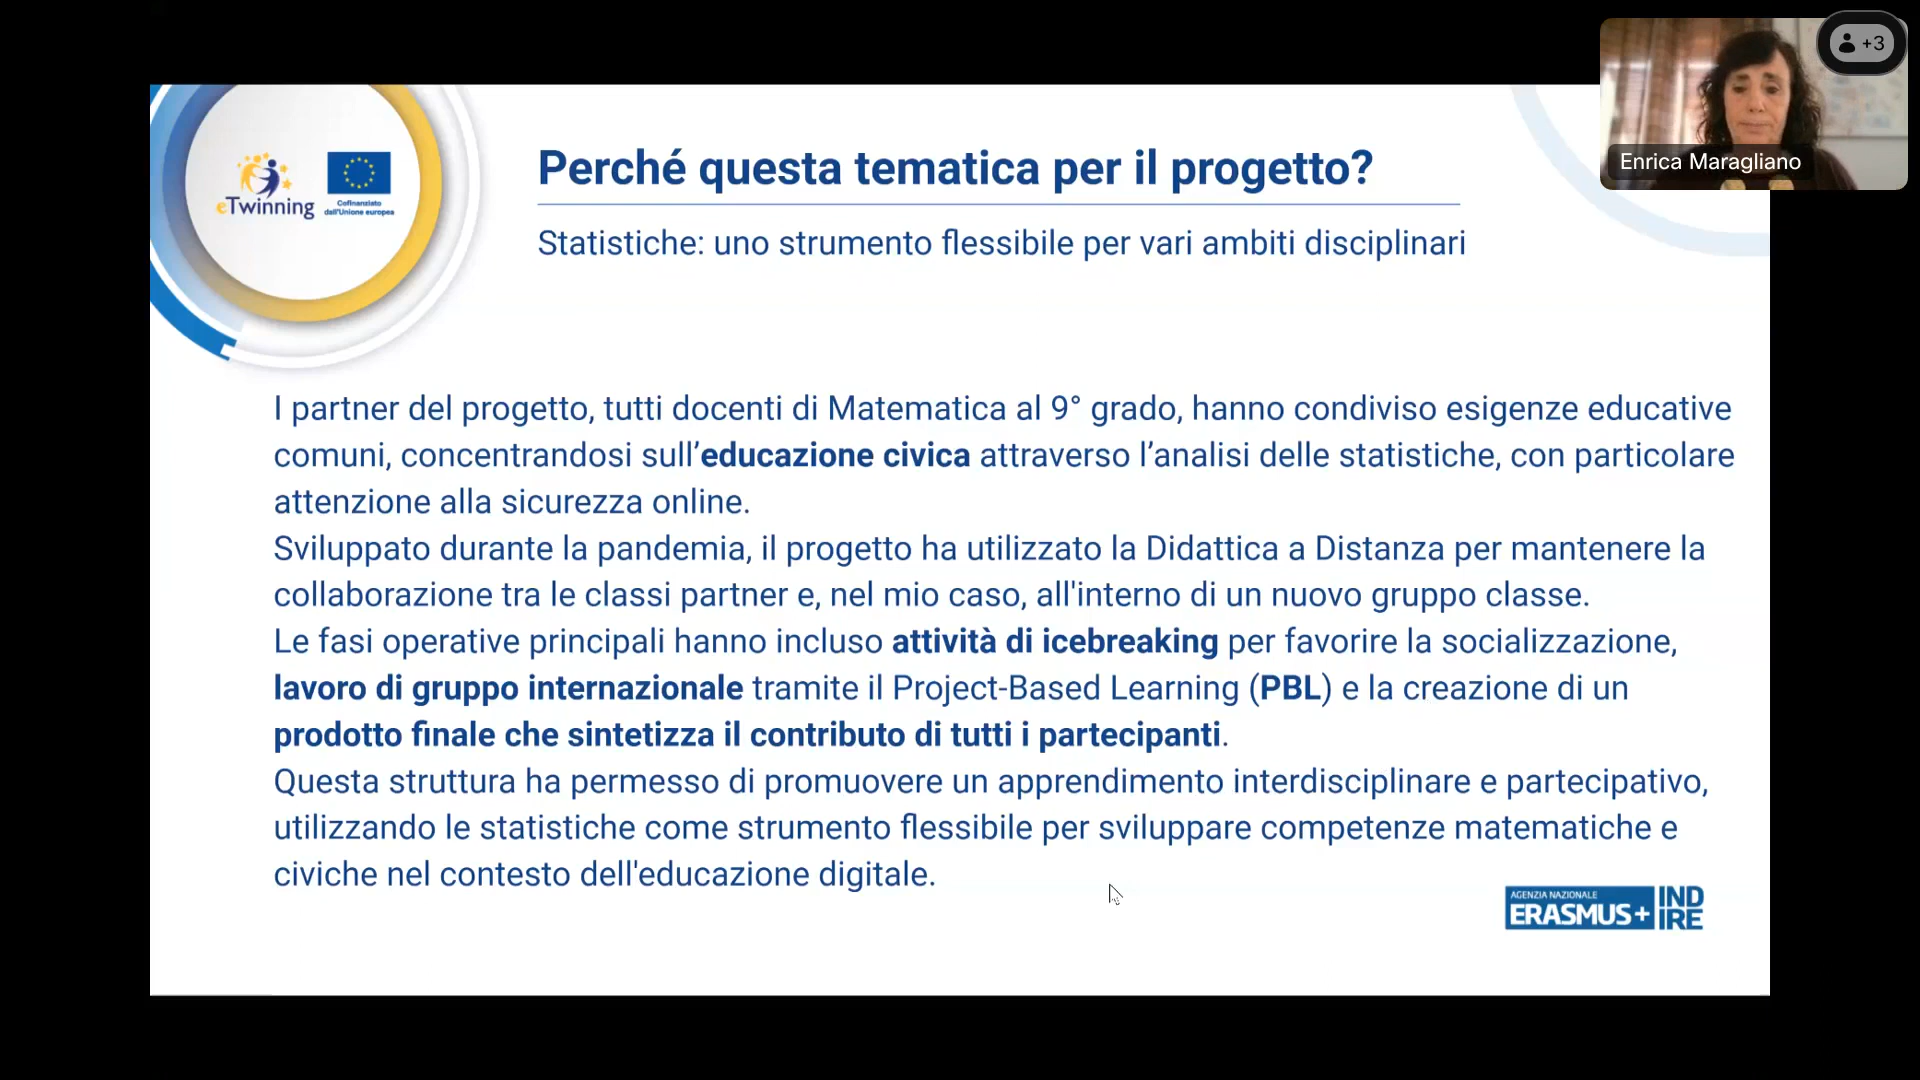 +3
Enrica Maragliano
eTwinning
Cofinanziato
dall'Unione europea
Perché questa tematica per il progetto?
Statistiche: uno strumento flessibile per vari ambiti disciplinari
I partner del progetto, tutti docenti di Matematica al 9° grado, hanno condiviso esigenze educative
comuni, concentrandosi sull’educazione civica attraverso l’analisi delle statistiche, con particolare
attenzione alla sicurezza online.
Sviluppato durante la pandemia, il progetto ha utilizzato la Didattica a Distanza per mantenere la
collaborazione tra le classi partner e, nel mio caso, all'interno di un nuovo gruppo classe.
Le fasi operative principali hanno incluso attività di icebreaking per favorire la socializzazione,
lavoro di gruppo internazionale tramite il Project-Based Learning (PBL) e la creazione di un
prodotto finale che sintetizza il contributo di tutti i partecipanti.
Questa struttura ha permesso di promuovere un apprendimento interdisciplinare e partecipativo,
utilizzando le statistiche come strumento flessibile per sviluppare competenze matematiche e
civiche nel contesto dell'educazione digitale.
AGENZIA NAZIONALE
ERASMUS+
IND
IRE